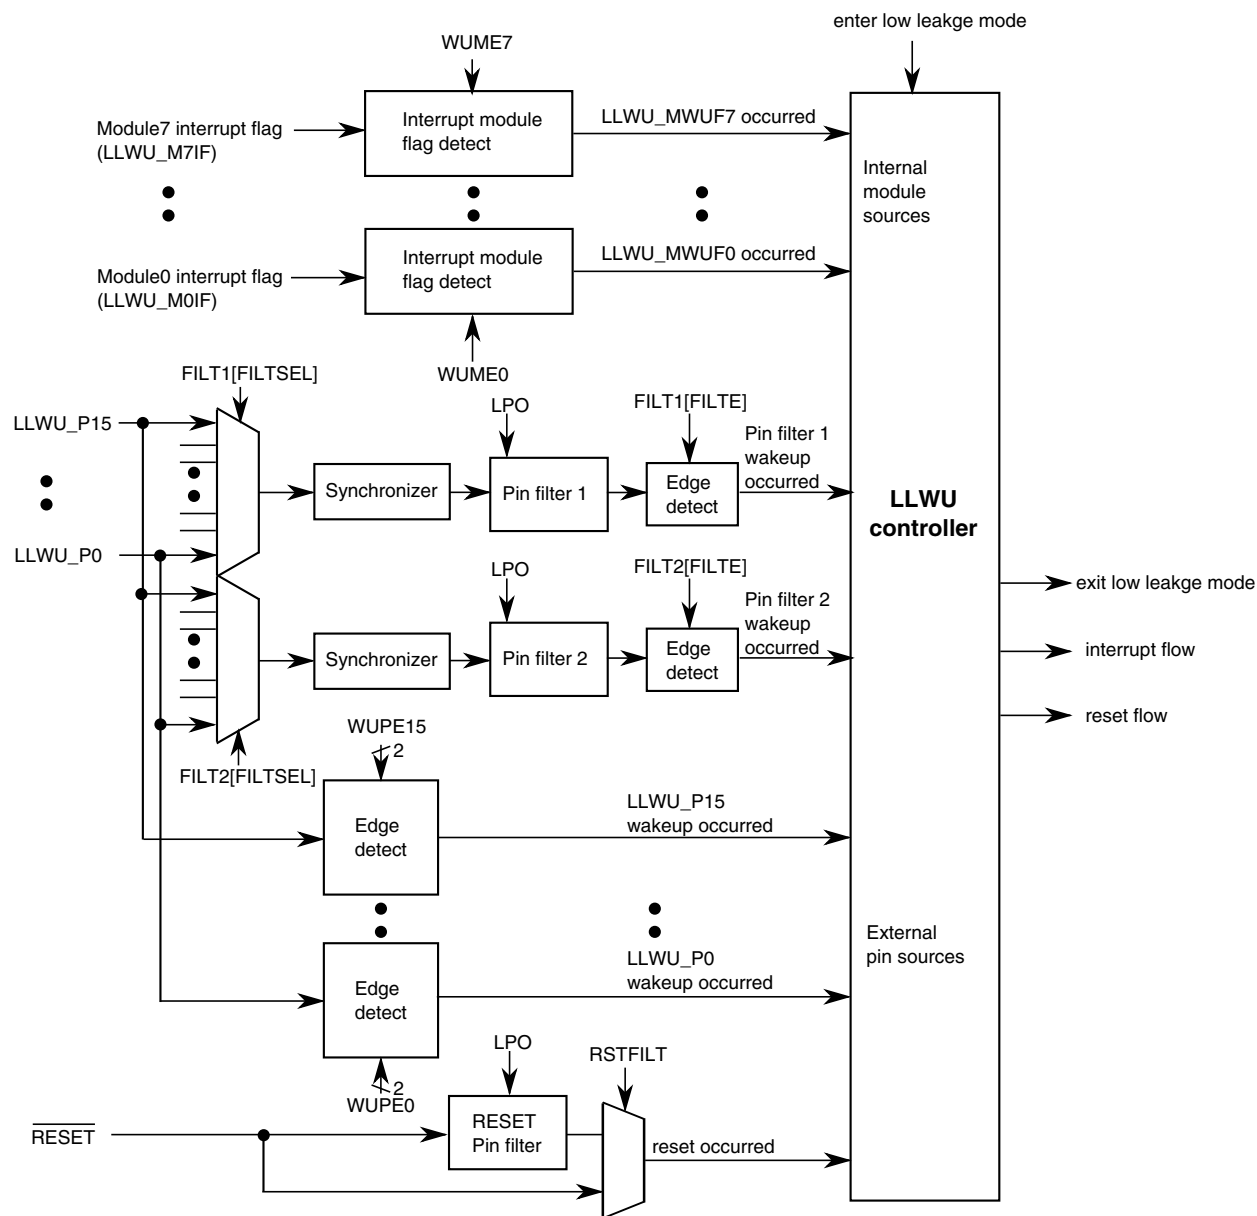 enter low leakge mode
WUME7
Module7 interrupt flag
(LLWU_M7IF)
Interrupt module
flag detect
LLWU_MWUF7 occurred
Internal
module
sources
Module0 interrupt flag
(LLWU_M0IF)
Interrupt module
flag detect
LLWU_MWUF0 occurred
WUME0
FILT1[FILTSEL]
LLWU_P15
LLWU_P0
LPO
FILT1[FILTE]
Synchronizer
Pin filter 1
Edge
detect
Pin filter 1
wakeup
occurred
LLWU
controller
LPO
FILT2[FILTE]
Synchronizer
Pin filter 2
Edge
detect
Pin filter 2
wakeup
occurred
exit low leakge mode
interrupt flow
reset flow
FILT2[FILTSEL]
WUPE15
2
Edge
detect
LLWU_P15
wakeup occurred
Edge
detect
LLWU_P0
wakeup occurred
External
pin sources
2
WUPE0
LPO
RSTFILT
RESET
RESET
Pin filter
reset occurred